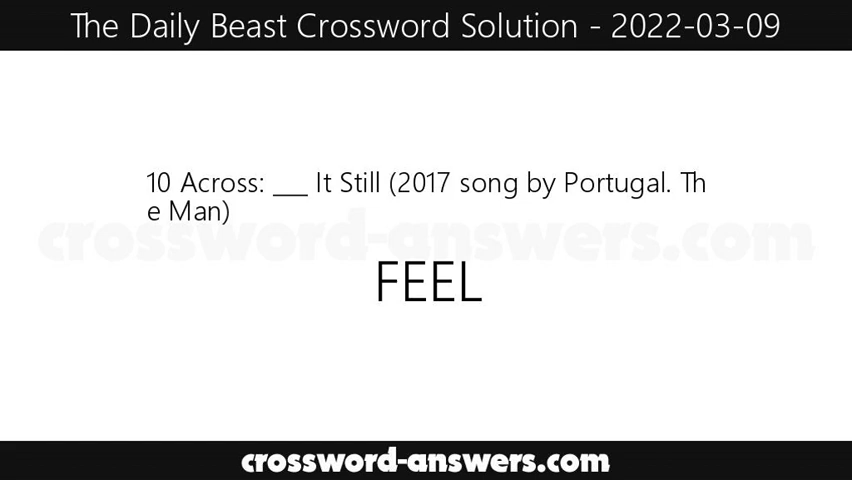 The Daily Beast Crossword Solution - 2022-03-09
10 Across: ___ It Still (2017 song by Portugal. Th
e Man)
crossword-answers.com
FEEL
crossword-answers.com